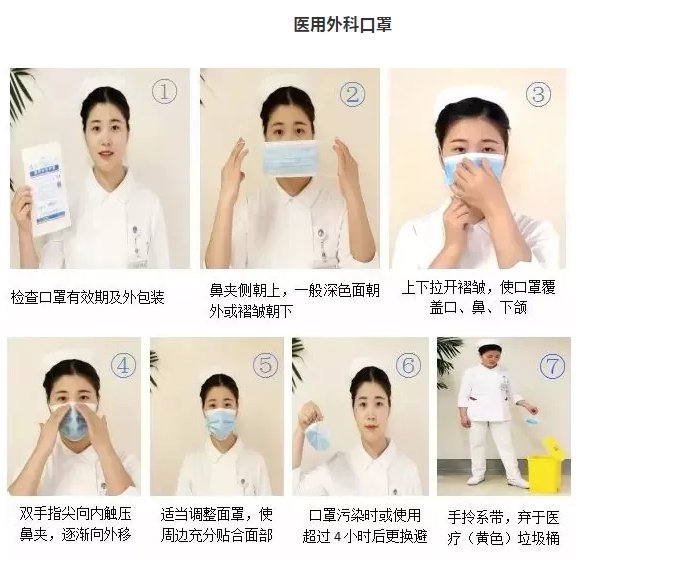 医用外科口罩
①
②
③
检查口罩有效期及外包装
鼻夹侧朝上，一般深色面朝
外或褶皱朝下
上下拉开褶皱，使口罩覆
盖口、鼻、下颌
④
⑤
⑥
⑦
双手指尖向内触压
鼻夹，逐渐向外移
适当调整面罩，使
周边充分贴合面部
口罩污染时或使用
超过4小时后更换避
手拎系带，弃于医
疗（黄色）垃圾桶